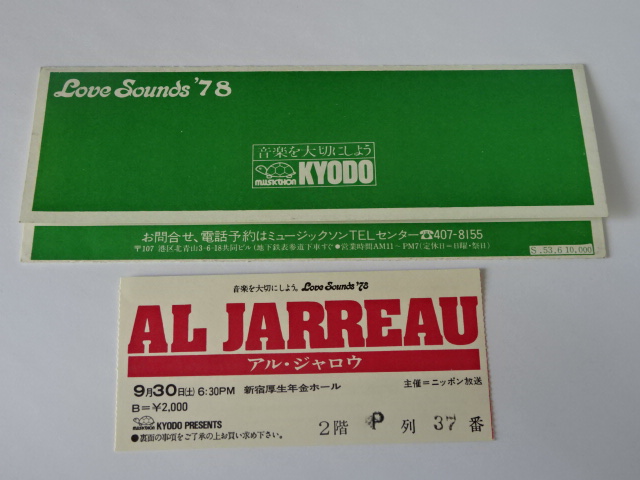 Love Sounds '78
音楽を大切にしよう
MUSIKTHON KYODO
お問合せ、電話予約はミュージックソンTELセンター☎407-8155
〒107 港区北青山3-6-18共同ビル(地下鉄表参道下車すぐ●営業時間AM11〜PM7(定休日−日曜・祭日)
S.53.6 10,000
音楽を大切にしよう。Love Sounds '78
AL JARREAU
アル・ジャロウ
9月30日(土) 6:30PM 新宿厚生年金ホール 主催=ニッポン放送
B=¥2,000
MUSIKTHON KYODO PRESENTS
●裏面の事項をご了承の上お買い求め下さい。
2階 P 列 37 番